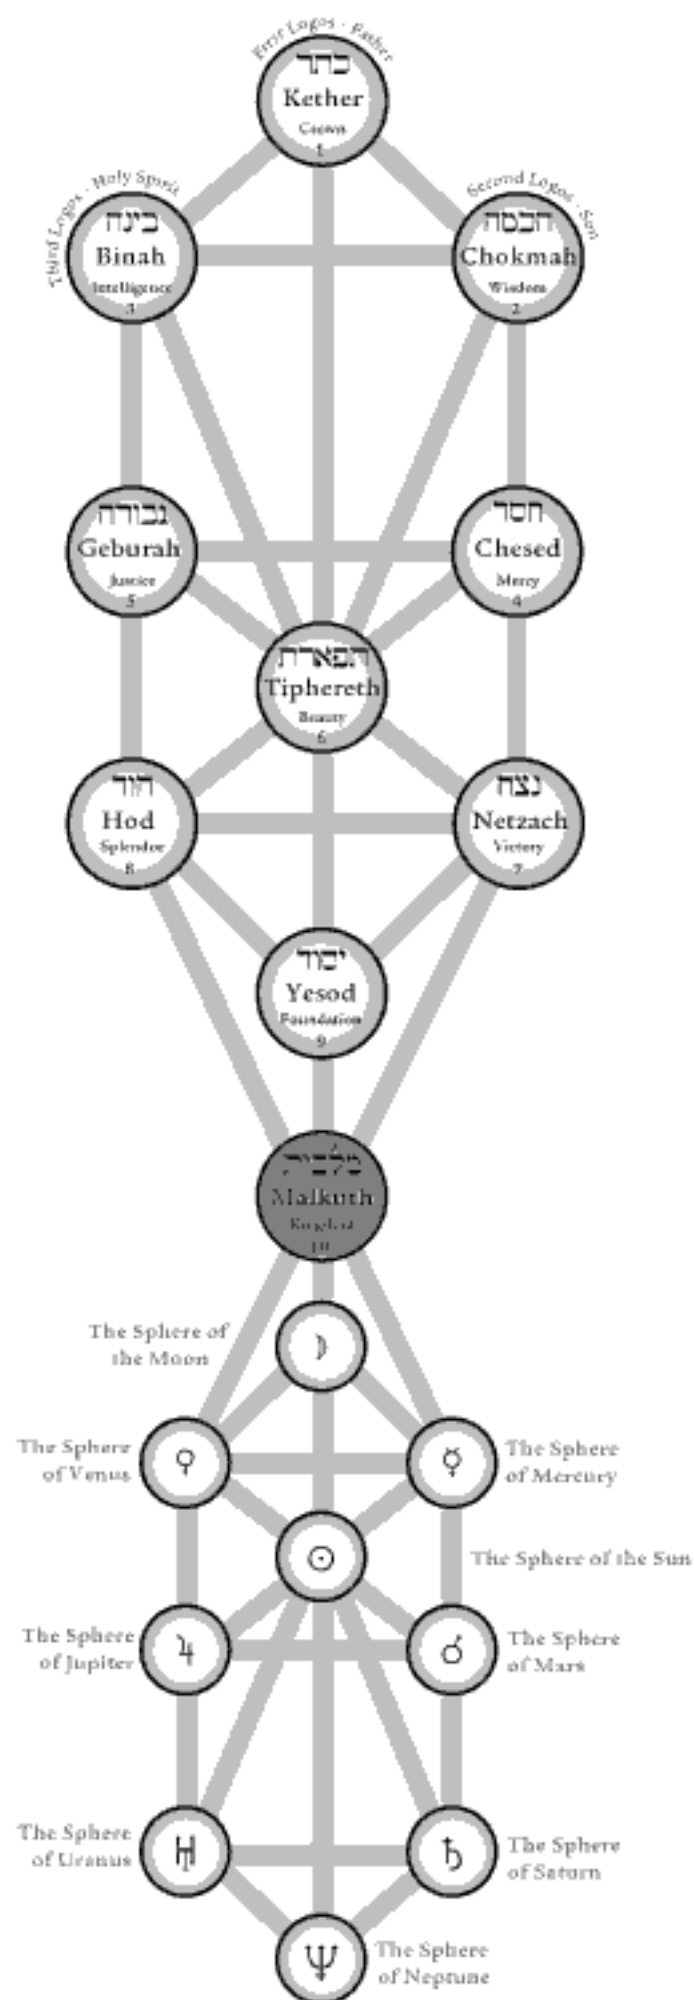 First Logos · Father
כתר
Kether
Crown
1
Third Logos · Holy Spirit
בינה
Binah
Intelligence
3
Second Logos · Son
חכמה
Chokmah
Wisdom
2
גבורה
Geburah
Justice
5
חסד
Chesed
Mercy
4
תפארת
Tiphereth
Beauty
6
הוד
Hod
Splendor
8
נצח
Netzach
Victory
7
יסוד
Yesod
Foundation
9
Malkuth
10
The Sphere of
the Moon
☽
The Sphere
of Venus
♀
☿
The Sphere
of Mercury
☉
The Sphere of the Sun
The Sphere
of Jupiter
♃
♂
The Sphere
of Mars
The Sphere
of Uranus
♅
♄
The Sphere
of Saturn
♆
The Sphere
of Neptune